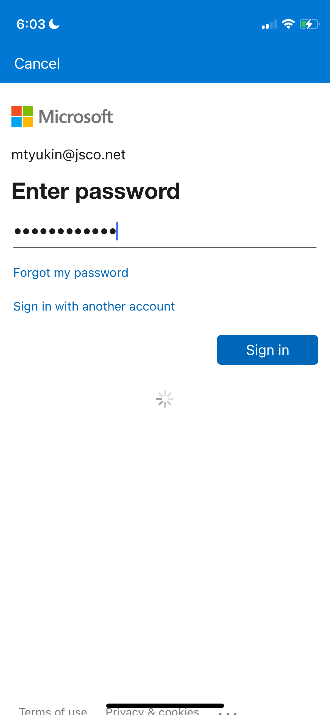 6:03
Cancel
Microsoft
mtyukin@jsco.net
Enter password
••••••••••••
Forgot my password
Sign in with another account
Sign in
Terms of use Privacy & cookies ...